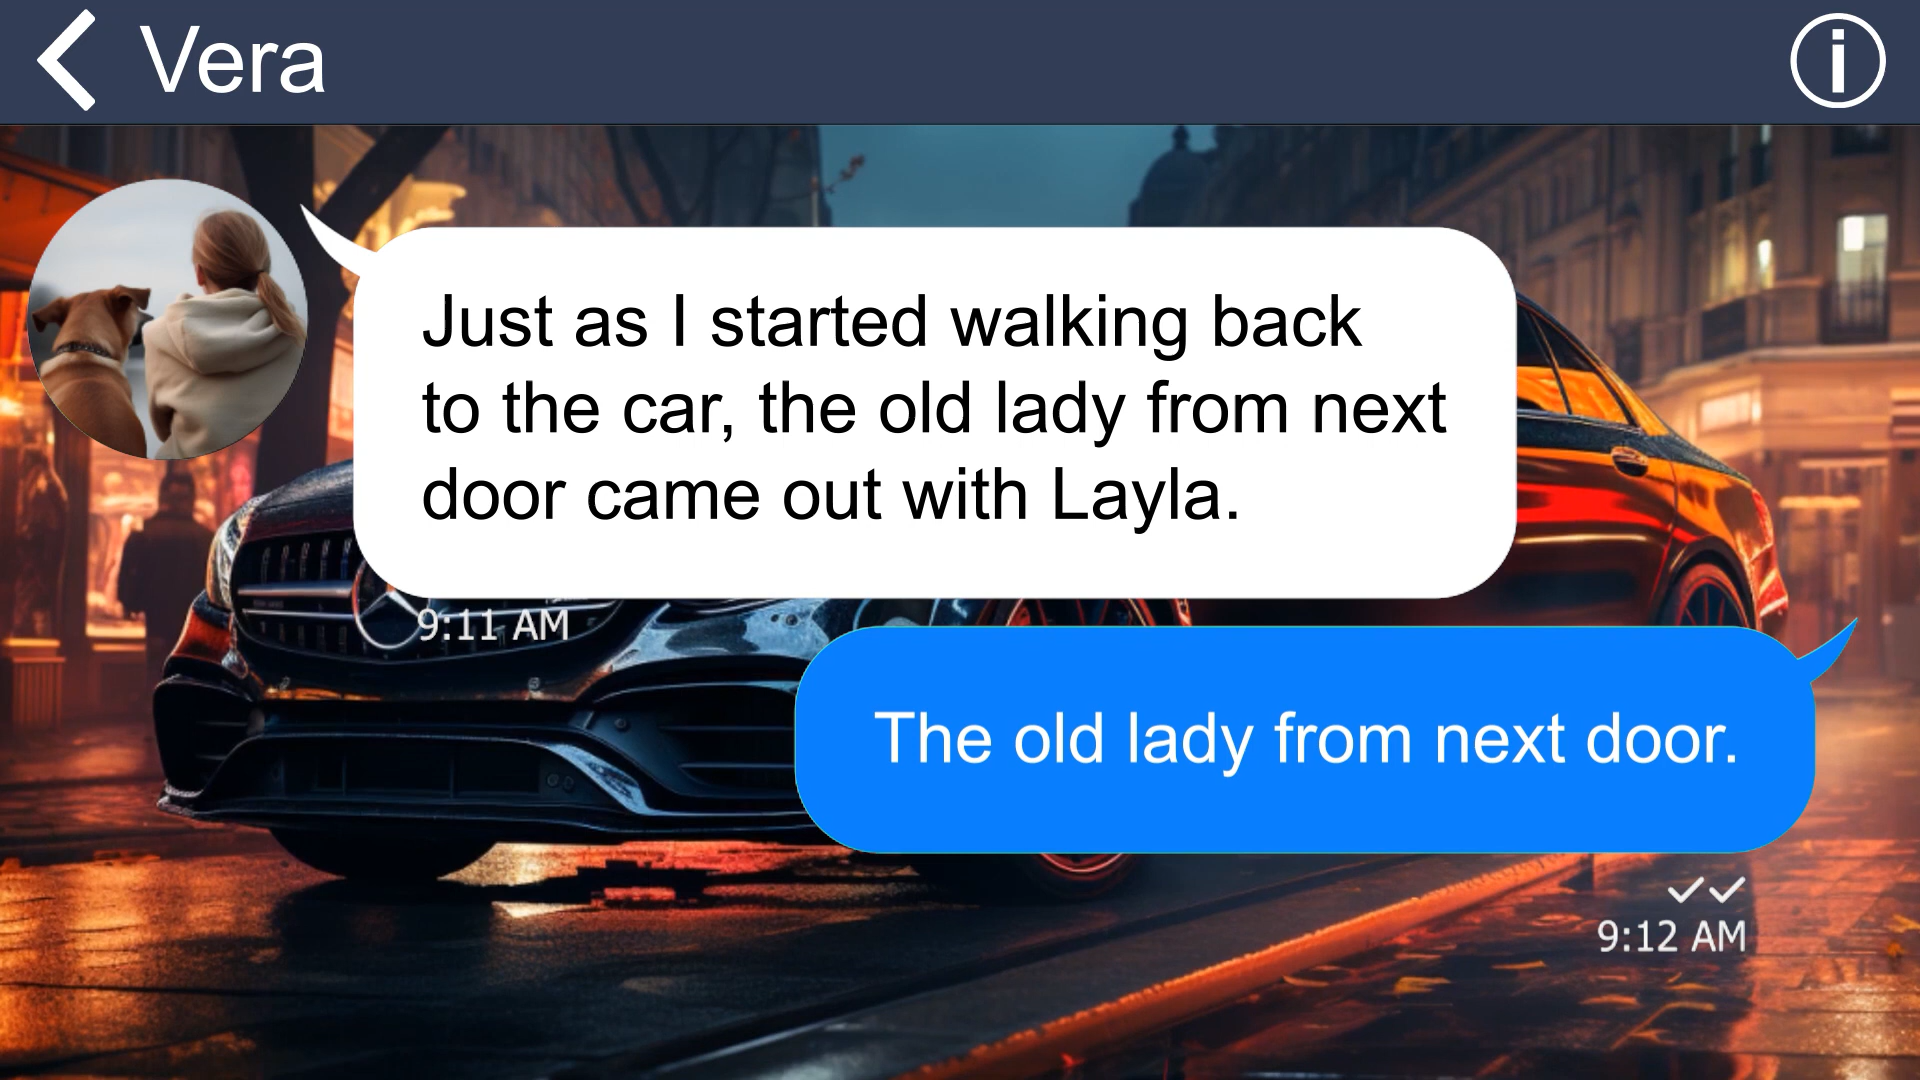 Vera
Just as I started walking back
to the car, the old lady from next
door came out with Layla.
9:11 AM
The old lady from next door.
9:12 AM